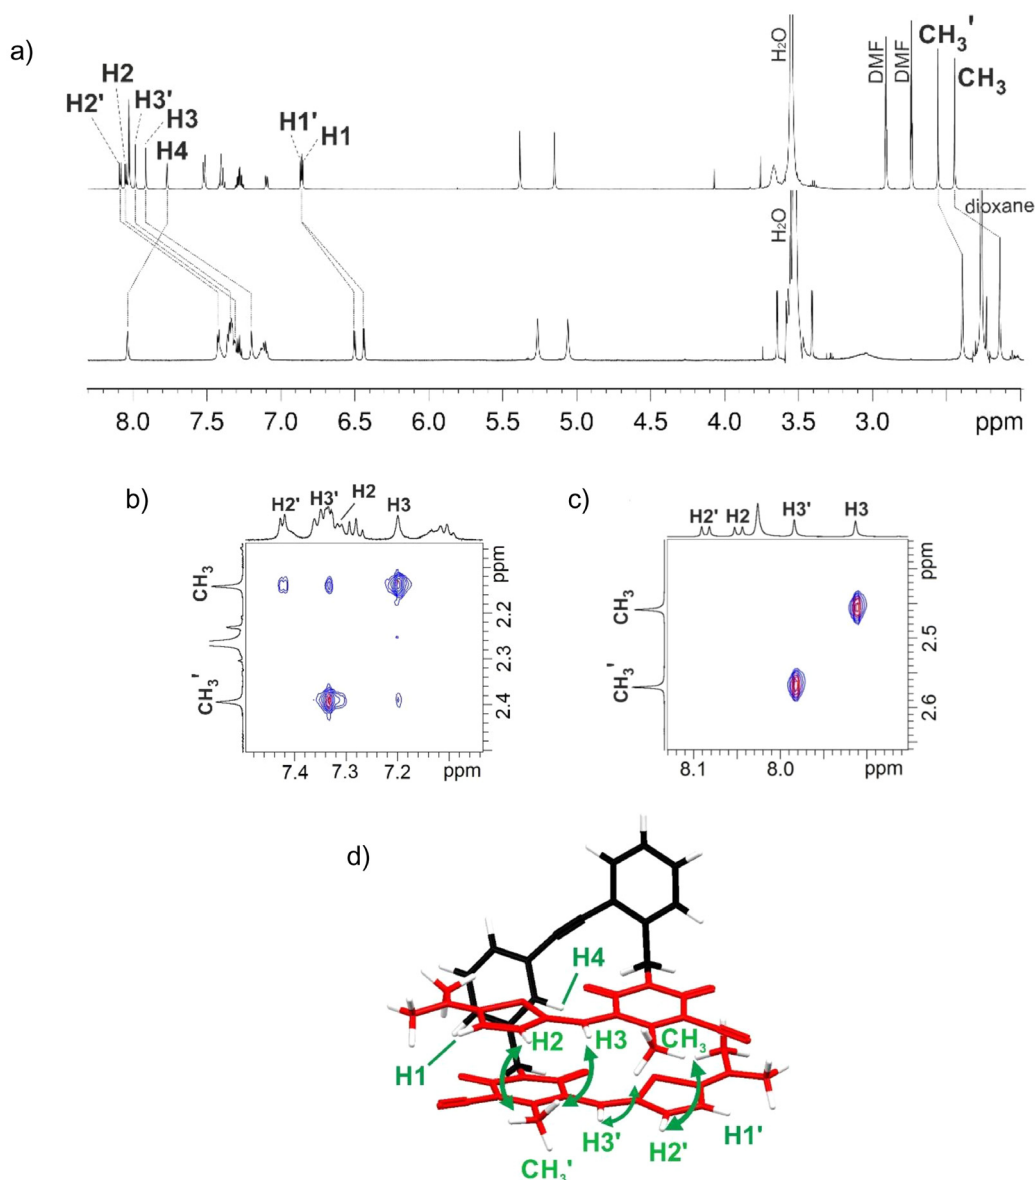 a)
H2O
DMF
DMF
CH3'
CH3
H2
H2'
H3'
H3
H4
H1'
H1
H2O
dioxane
8.0 7.5 7.0 6.5 6.0 5.5 5.0 4.5 4.0 3.5 3.0 2.5 ppm
b)
H2' H3' H2 H3
CH3
CH3'
ppm
2.2
2.3
2.4
7.4 7.3 7.2 ppm
c)
H2' H2 H3' H3
CH3
CH3'
ppm
2.5
2.6
8.1 8.0 ppm
d)
H4
H2 H3 CH3
H1
H3' H2' H1'
CH3'